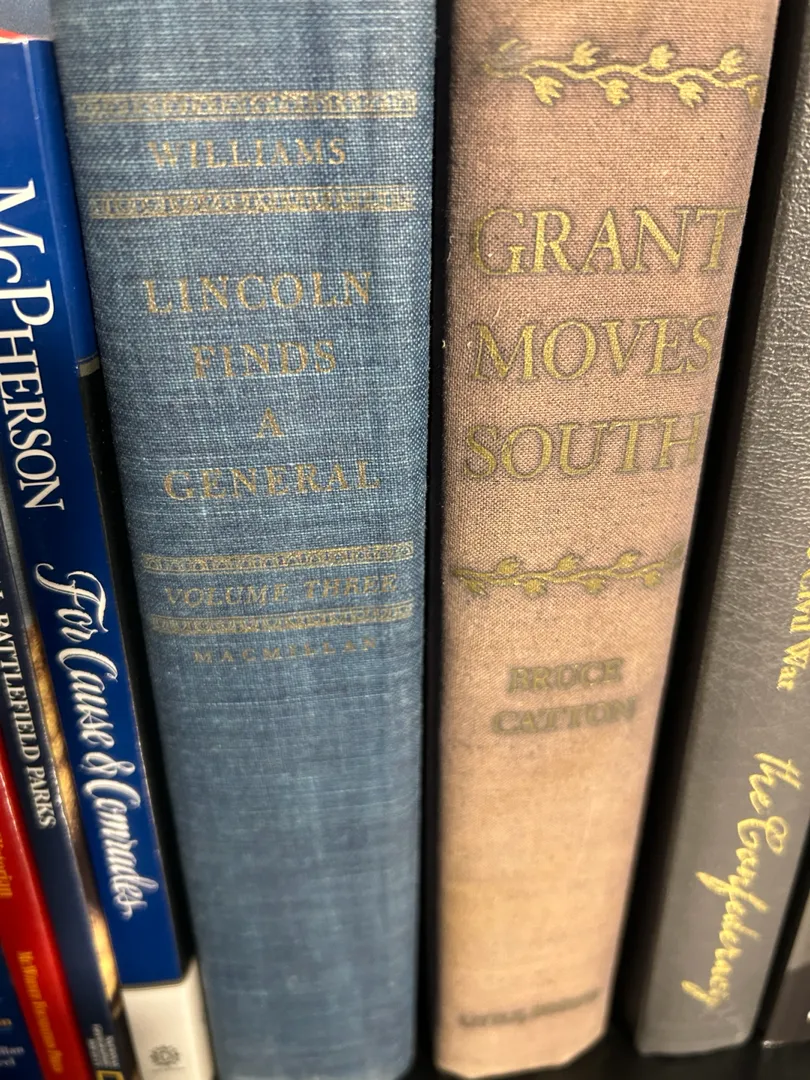 BATTLEFIELD PARKS
MCPHERSON
For Cause & Comrades
WILLIAMS
LINCOLN
FINDS
A
GENERAL
VOLUME THREE
MACMILLAN
GRANT
MOVES
SOUTH
BRUCE
CATTON
War
the Confederacy